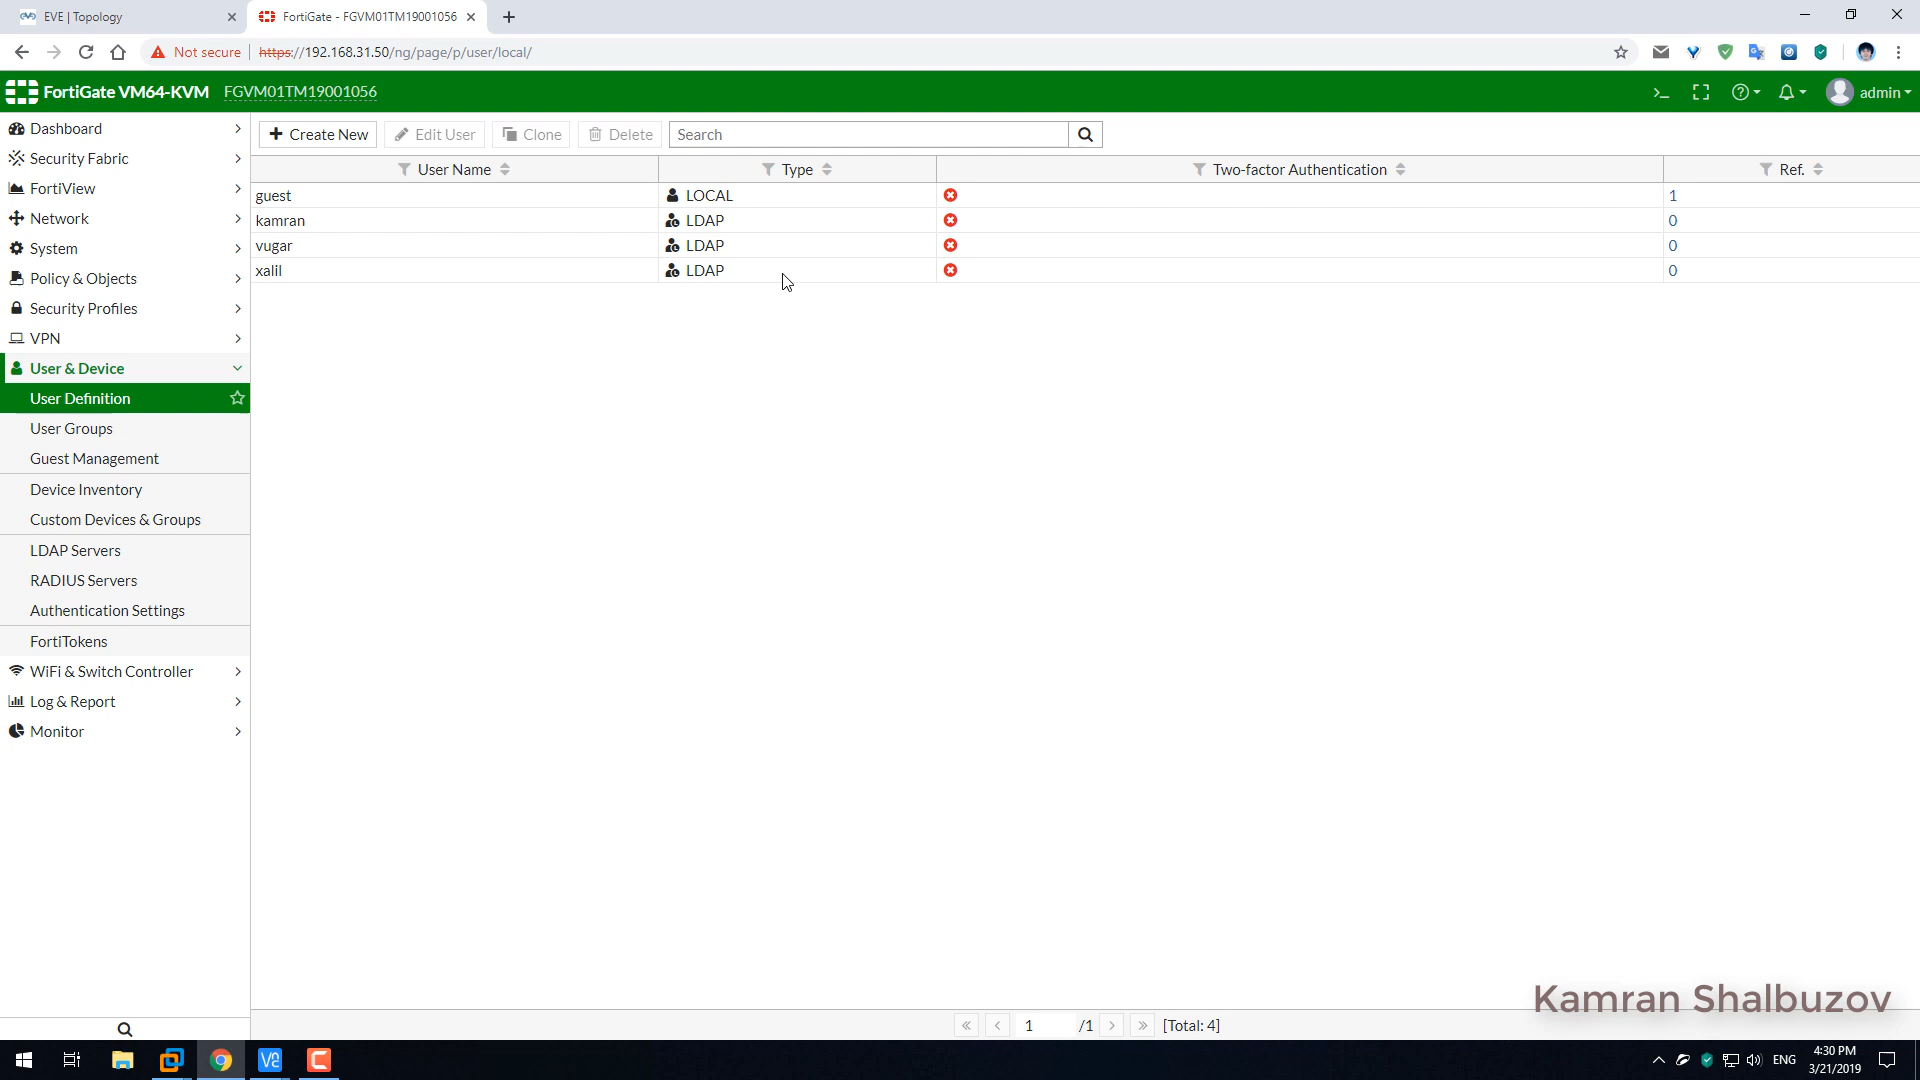 EVE | Topology
FortiGate - FGVM01TM19001056
Not secure
https://192.168.31.50/ng/page/p/user/local/
FortiGate VM64-KVM
FGVM01TM19001056
admin
Dashboard
Security Fabric
FortiView
Network
System
Policy & Objects
Security Profiles
VPN
User & Device
User Definition
User Groups
Guest Management
Device Inventory
Custom Devices & Groups
LDAP Servers
RADIUS Servers
Authentication Settings
FortiTokens
WiFi & Switch Controller
Log & Report
Monitor
Create New
Edit User
Clone
Delete
Search
User Name Type Two-factor Authentication Ref.
guest LOCAL 1
kamran LDAP 0
vugar LDAP 0
xalil LDAP 0
Kamran Shalbuzov
1 /1 [Total: 4]
ENG
4:30 PM
3/21/2019